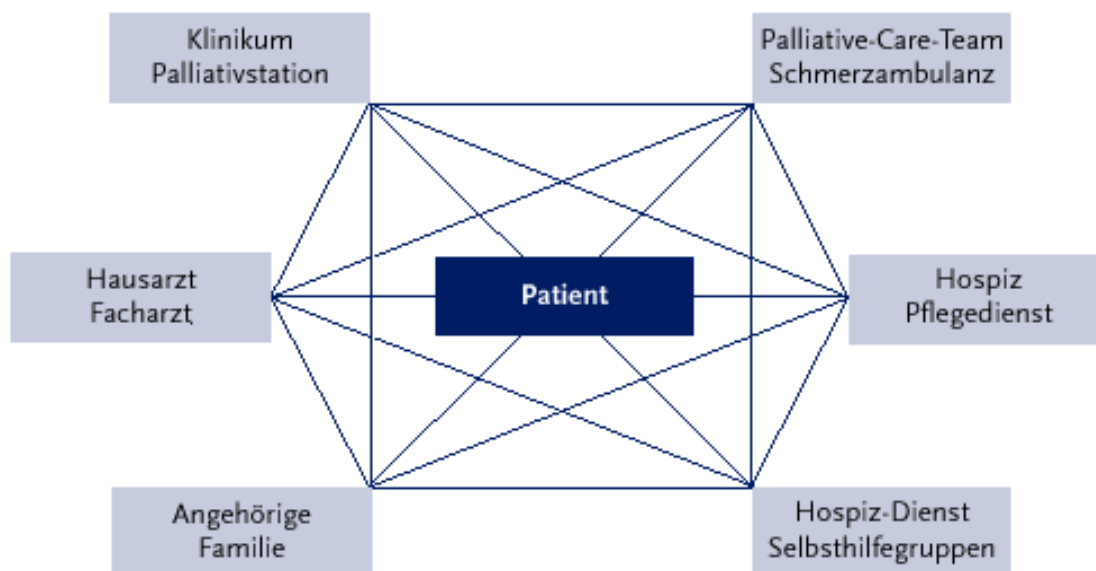 Klinikum
Palliativstation
Palliative-Care-Team
Schmerzambulanz
Hausarzt
Facharzt
Patient
Hospiz
Pflegedienst
Angehörige
Familie
Hospiz-Dienst
Selbsthilfegruppen